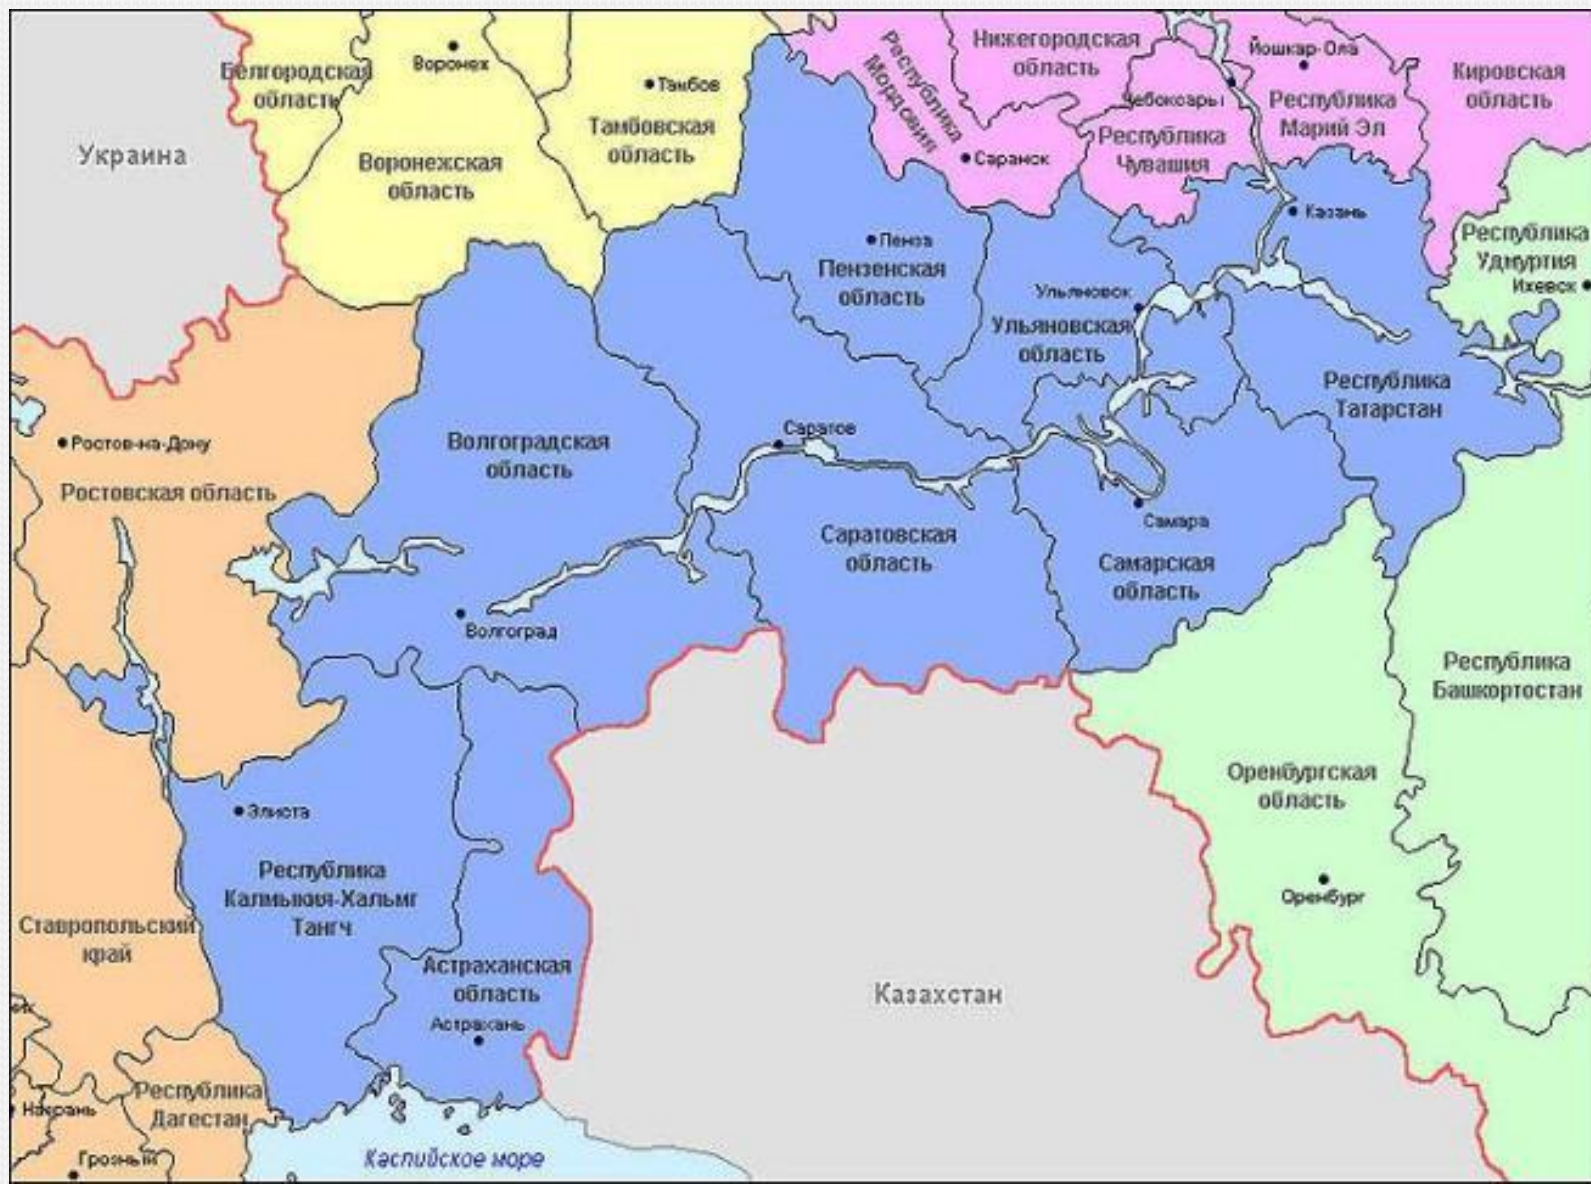 Белгородская
область
Воронеж
Тамбов
Тамбовская
область
Республика
Мордовия
Нижегородская
область
Йошкар-Ола
Кировская
область
Чебоксары
Республика
Марий Эл
Украина
Воронежская
область
Саранск
Республика
Чувашия
Казань
Пенза
Пензенская
область
Республика
Удмуртия
Ижевск
Ульяновск
Ульяновская
область
Республика
Татарстан
Ростов-на-Дону
Ростовская область
Волгоградская
область
Саратов
Саратовская
область
Самара
Самарская
область
Волгоград
Республика
Башкортостан
Оренбургская
область
Оренбург
Элиста
Республика
Калмыкия-Хальмг
Тангч
Ставропольский
край
Астраханская
область
Астрахань
Казахстан
Республика
Дагестан
Назрань
Грозный
Каспийское море